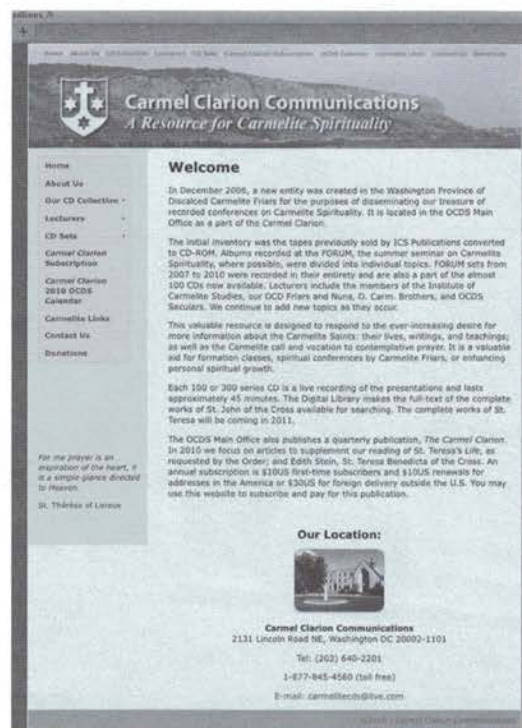 Carmel Clarion Communications
A Resource for Carmelite Spirituality
Home
About Us
Our CD Collection
Lecturers
CD Sets
Carmel Clarion
Subscription
Carmel Clarion
2010 OCDS
Calendar
Carmelite Links
Contact Us
Donations
For me prayer is an
aspiration of the heart, it
is a simple glance directed
to Heaven.
St. Thérèse of Lisieux
Welcome
In December 2006, a new entity was created in the Washington Province of
Discalced Carmelite Friars for the purposes of disseminating our treasure of
recorded conferences on Carmelite Spirituality. It is located in the OCDS Main
Office as a part of the Carmel Clarion.
The initial inventory was the tapes previously sold by ICS Publications converted
to CD-ROM. Albums recorded at the FORUM, the summer seminar on Carmelite
Spirituality, where possible, were divided into individual topics. FORUM sets from
2007 to 2010 were recorded in their entirety and are also a part of the almost
100 CDs now available. Lecturers include the members of the Institute of
Carmelite Studies, our OCD Friars and Nuns, O. Carm. Brothers, and OCDS
Seculars. We continue to add new topics as they occur.
This valuable resource is designed to respond to the ever-increasing desire for
more information about the Carmelite Saints: their lives, writings, and teachings;
as well as the Carmelite call and vocation to contemplative prayer. It is a valuable
aid for formation classes, spiritual conferences by Carmelite Friars, or enhancing
personal spiritual growth.
Each 100 or 300 series CD is a live recording of the presentations and lasts
approximately 45 minutes. The Digital Library makes the full-text of the complete
works of St. John of the Cross available for searching. The complete works of St.
Teresa will be coming in 2011.
The OCDS Main Office also publishes a quarterly publication, The Carmel Clarion.
In 2010 we focus on articles to supplement our reading of St. Teresa's Life, as
requested by the Order; and Edith Stein, St. Teresa Benedicta of the Cross. An
annual subscription is $10US first-time subscribers and $10US renewals for
addresses in the America or $30US for foreign delivery outside the U.S. You may
use this website to subscribe and pay for this publication.
Our Location:
Carmel Clarion Communications
2131 Lincoln Road NE, Washington DC 20002-1101
Tel: (202) 640-2201
1-877-845-4560 (toll free)
E-mail: carmelitecds@live.com